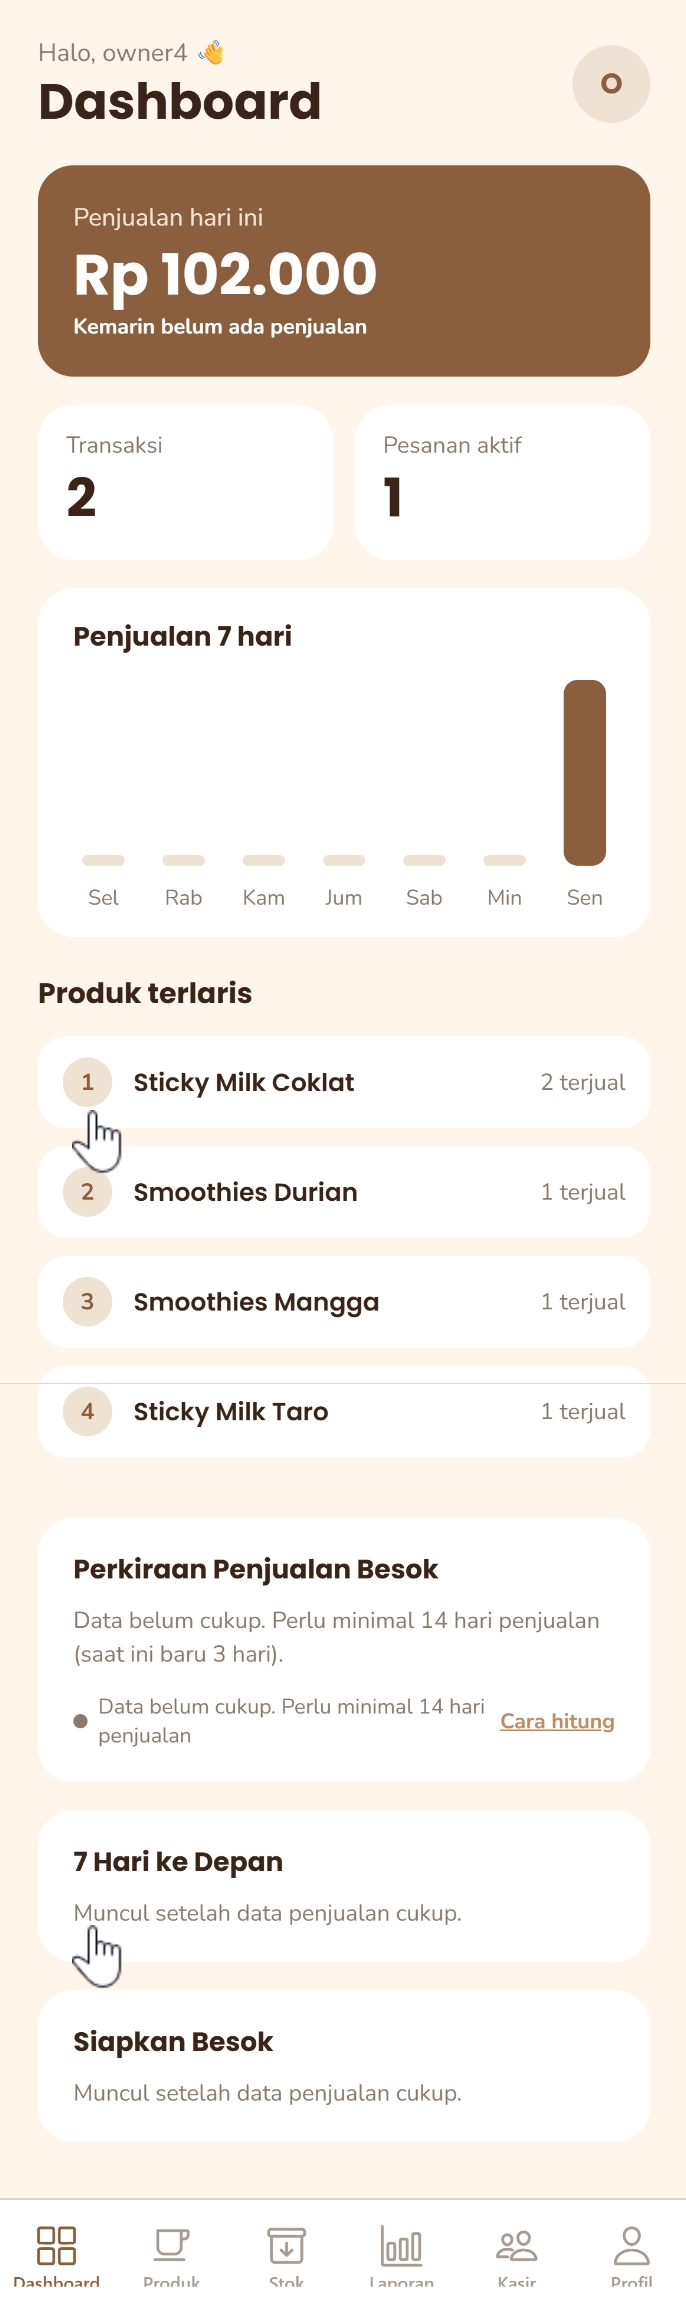 Halo, owner4 👋
Dashboard
O
Penjualan hari ini
Rp 102.000
Kemarin belum ada penjualan
Transaksi
2
Pesanan aktif
1
Penjualan 7 hari
Sel Rab Kam Jum Sab Min Sen
Produk terlaris
1 Sticky Milk Coklat 2 terjual
2 Smoothies Durian 1 terjual
3 Smoothies Mangga 1 terjual
4 Sticky Milk Taro 1 terjual
Perkiraan Penjualan Besok
Data belum cukup. Perlu minimal 14 hari penjualan
(saat ini baru 3 hari).
Data belum cukup. Perlu minimal 14 hari
penjualan
Cara hitung
7 Hari ke Depan
Muncul setelah data penjualan cukup.
Siapkan Besok
Muncul setelah data penjualan cukup.
Dashboard Produk Stok Laporan Kasir Profil